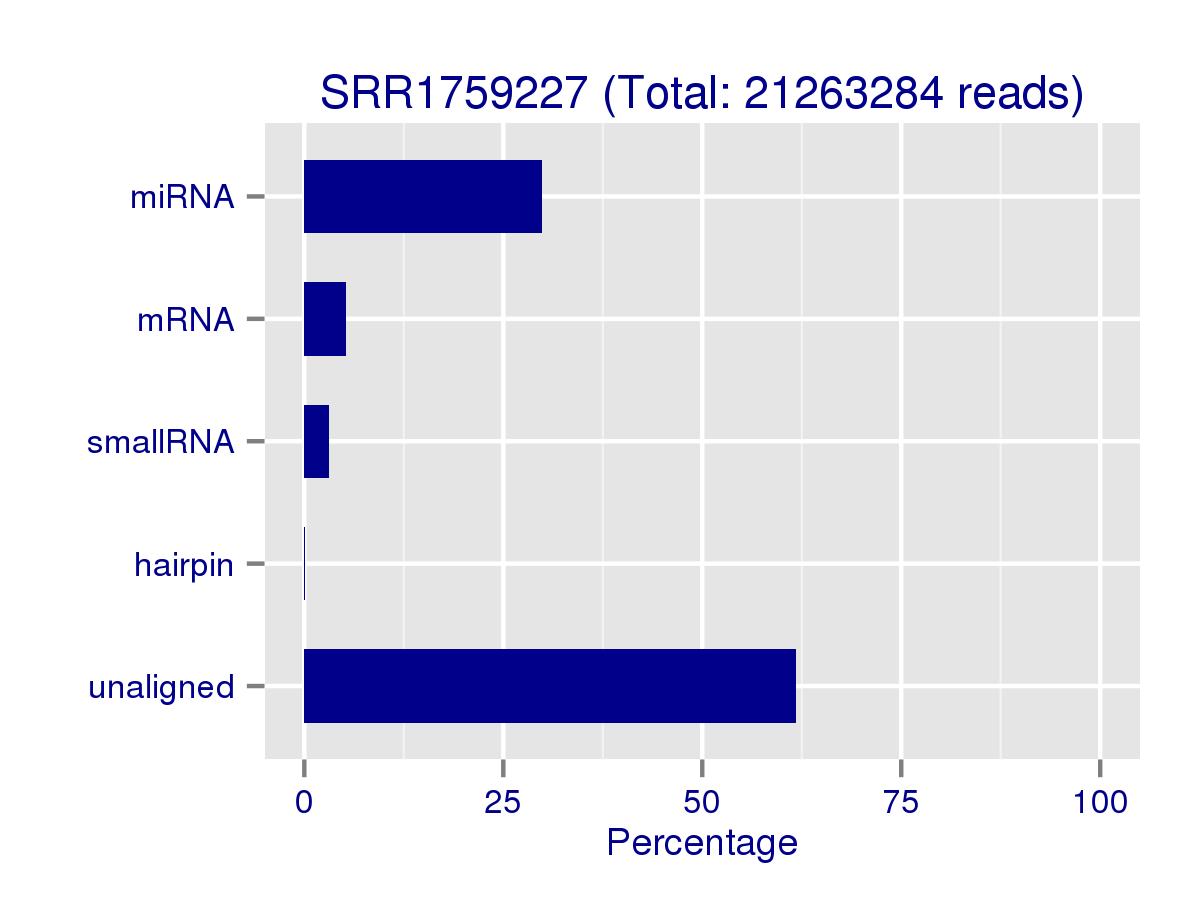 SRR1759227 (Total: 21263284 reads)
miRNA
mRNA
smallRNA
hairpin
unaligned
0 25 50 75 100
Percentage